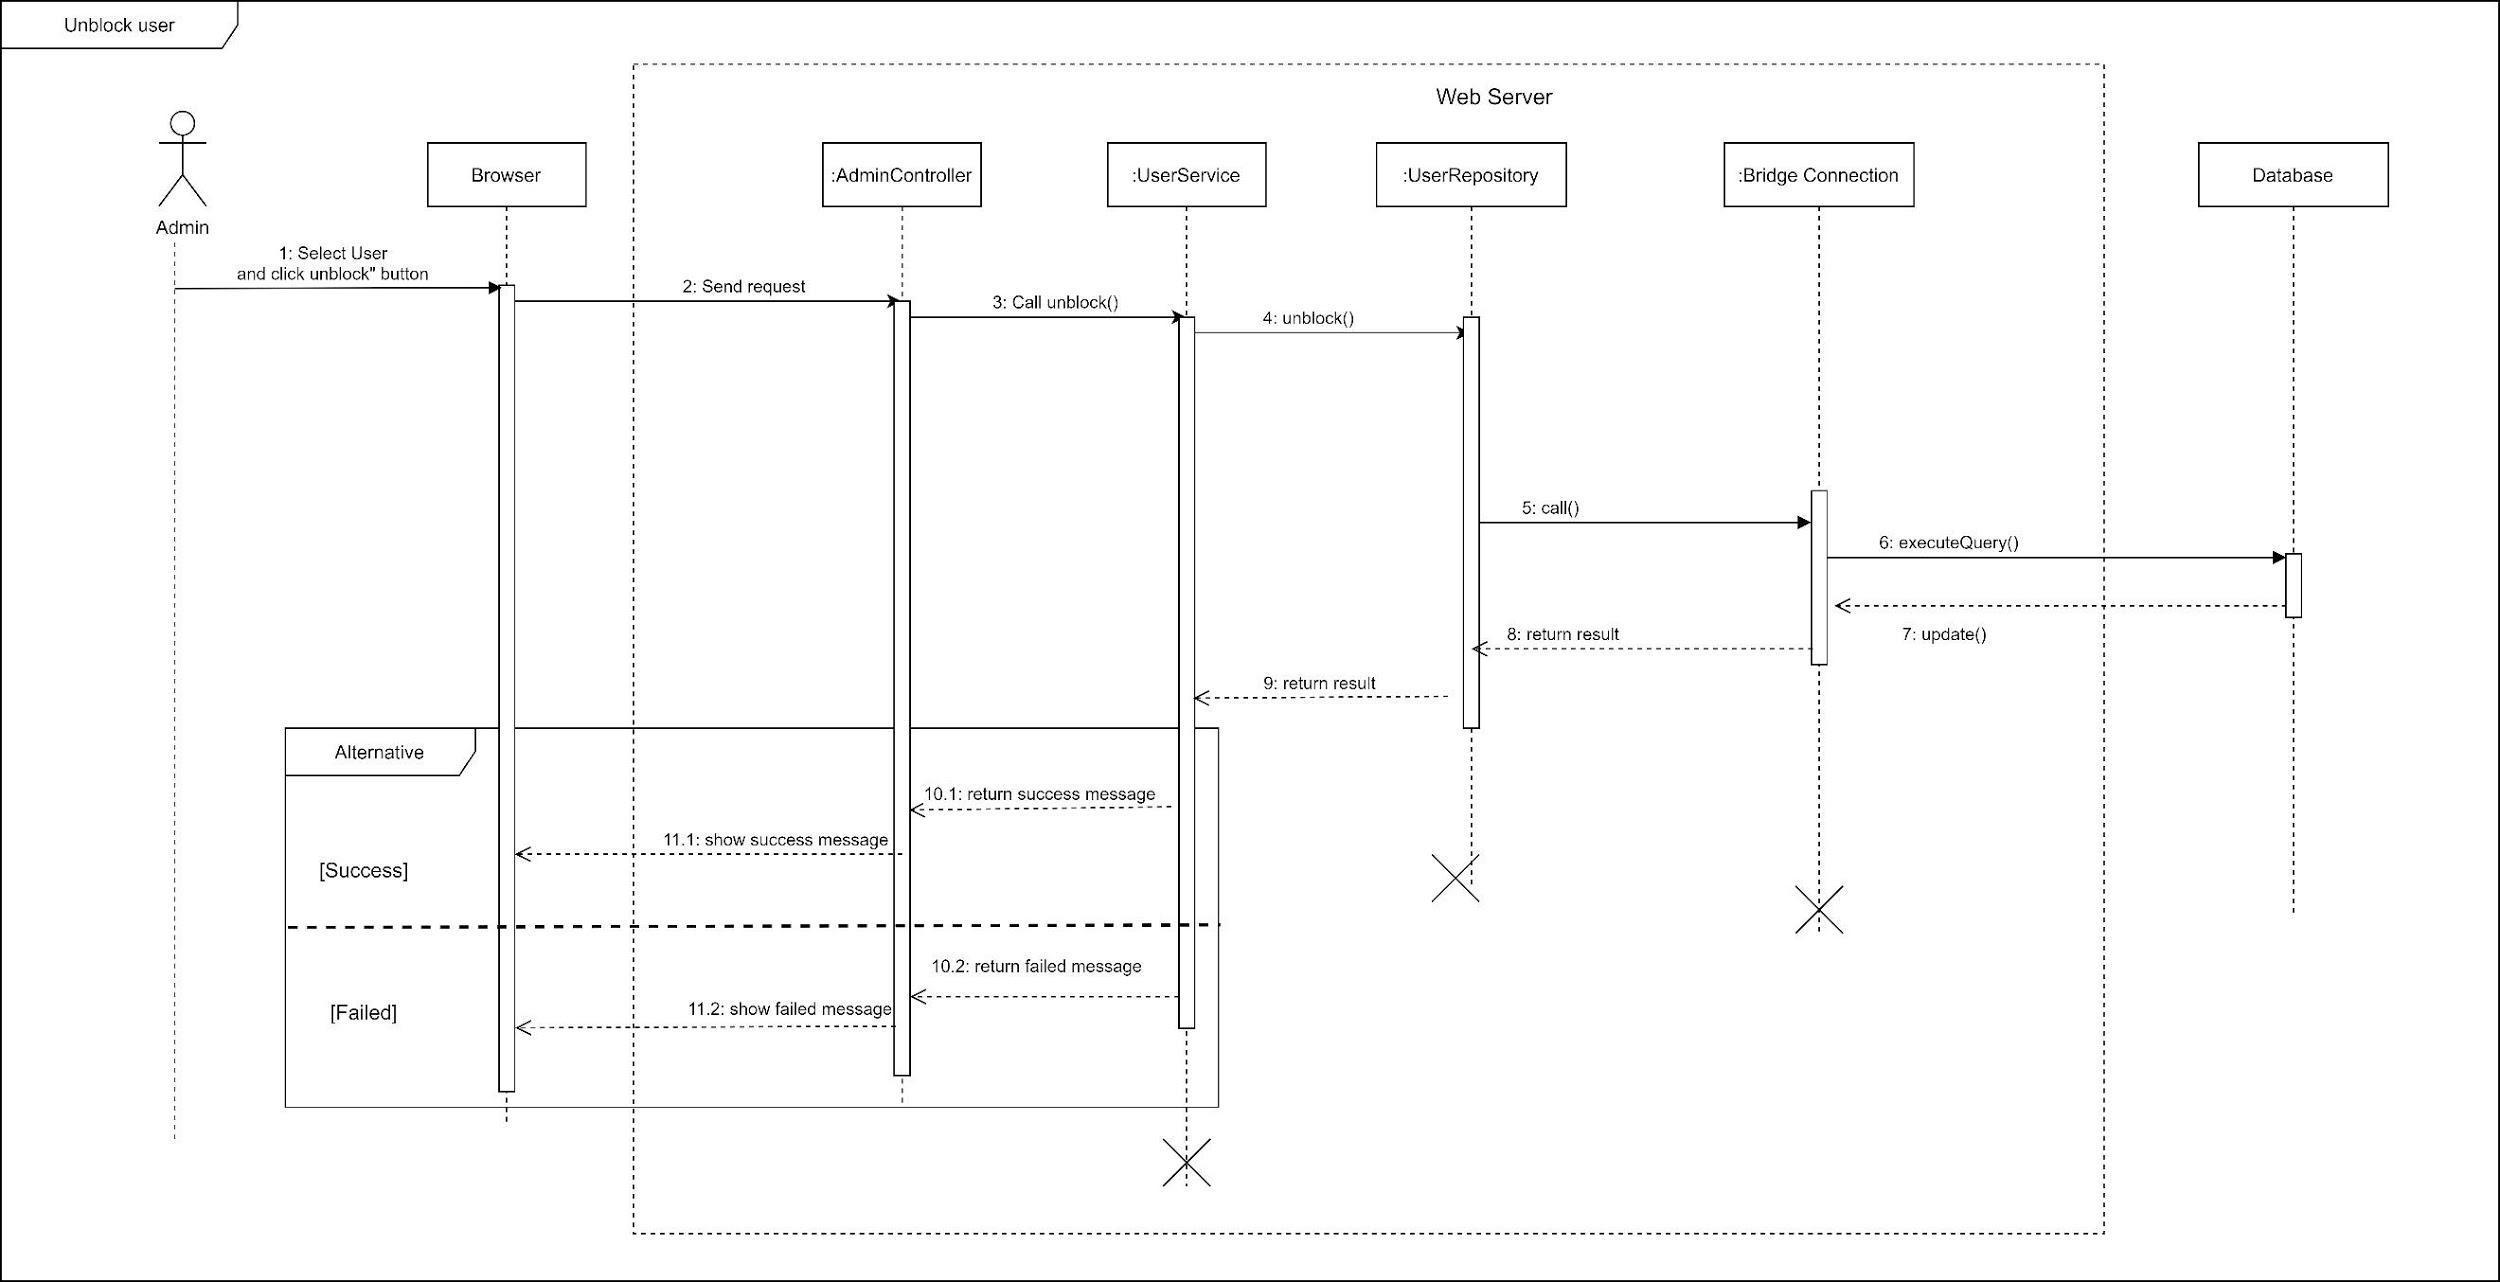 Unblock user
Web Server
Admin
Browser
:AdminController
:UserService
:UserRepository
:Bridge Connection
Database
1: Select User
and click unblock" button
2: Send request
3: Call unblock()
4: unblock()
5: call()
6: executeQuery()
7: update()
8: return result
9: return result
Alternative
10.1: return success message
11.1: show success message
[Success]
10.2: return failed message
11.2: show failed message
[Failed]